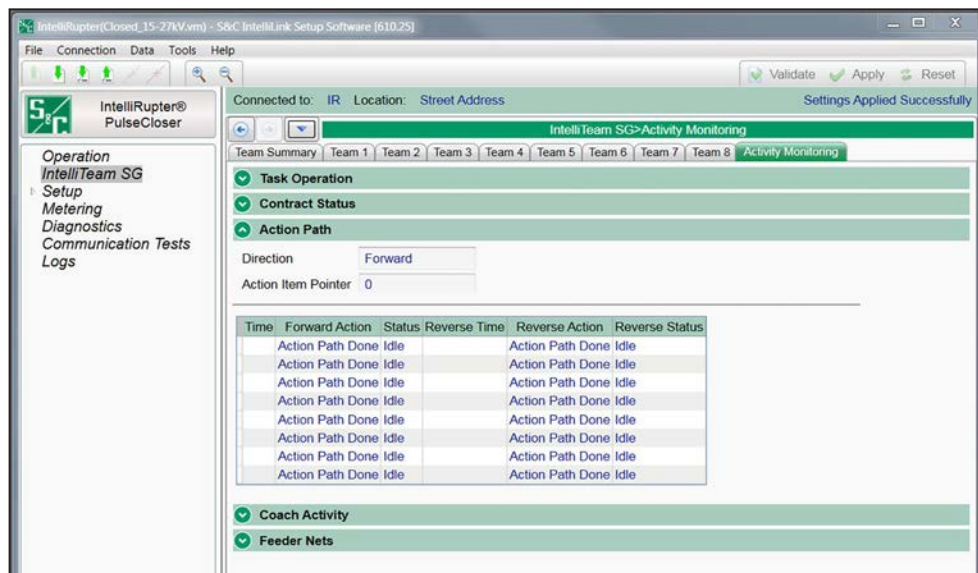 IntelliRupter(Closed_15-27kV.vm) - S&C IntelliLink Setup Software [610.25]
File Connection Data Tools Help
Validate Apply Reset
S&C
IntelliRupter®
PulseCloser
Connected to: IR Location: Street Address Settings Applied Successfully
IntelliTeam SG>Activity Monitoring
Team Summary Team 1 Team 2 Team 3 Team 4 Team 5 Team 6 Team 7 Team 8 Activity Monitoring
Operation
IntelliTeam SG
Setup
Metering
Diagnostics
Communication Tests
Logs
Task Operation
Contract Status
Action Path
Direction Forward
Action Item Pointer 0
Time Forward Action Status Reverse Time Reverse Action Reverse Status
Action Path Done Idle Action Path Done Idle
Action Path Done Idle Action Path Done Idle
Action Path Done Idle Action Path Done Idle
Action Path Done Idle Action Path Done Idle
Action Path Done Idle Action Path Done Idle
Action Path Done Idle Action Path Done Idle
Action Path Done Idle Action Path Done Idle
Action Path Done Idle Action Path Done Idle
Coach Activity
Feeder Nets